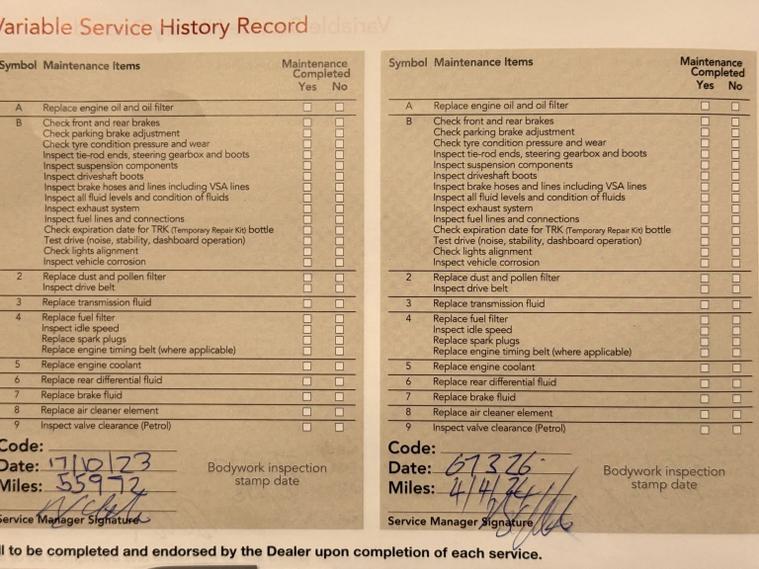 Variable Service History Record
Symbol Maintenance Items Maintenance Completed Yes No
A Replace engine oil and oil filter
B Check front and rear brakes
Check parking brake adjustment
Check tyre condition pressure and wear
Inspect tie-rod ends, steering gearbox and boots
Inspect suspension components
Inspect driveshaft boots
Inspect brake hoses and lines including VSA lines
Inspect all fluid levels and condition of fluids
Inspect exhaust system
Inspect fuel lines and connections
Check expiration date for TRK (Temporary Repair Kit) bottle
Test drive (noise, stability, dashboard operation)
Check lights alignment
Inspect vehicle corrosion
2 Replace dust and pollen filter
Inspect drive belt
3 Replace transmission fluid
4 Replace fuel filter
Inspect idle speed
Replace spark plugs
Replace engine timing belt (where applicable)
5 Replace engine coolant
6 Replace rear differential fluid
7 Replace brake fluid
8 Replace air cleaner element
9 Inspect valve clearance (Petrol)
Code:
Date: 17/10/23
Miles: 55972
Bodywork inspection
stamp date
Service Manager Signature
Symbol Maintenance Items Maintenance Completed Yes No
A Replace engine oil and oil filter
B Check front and rear brakes
Check parking brake adjustment
Check tyre condition pressure and wear
Inspect tie-rod ends, steering gearbox and boots
Inspect suspension components
Inspect driveshaft boots
Inspect brake hoses and lines including VSA lines
Inspect all fluid levels and condition of fluids
Inspect exhaust system
Inspect fuel lines and connections
Check expiration date for TRK (Temporary Repair Kit) bottle
Test drive (noise, stability, dashboard operation)
Check lights alignment
Inspect vehicle corrosion
2 Replace dust and pollen filter
Inspect drive belt
3 Replace transmission fluid
4 Replace fuel filter
Inspect idle speed
Replace spark plugs
Replace engine timing belt (where applicable)
5 Replace engine coolant
6 Replace rear differential fluid
7 Replace brake fluid
8 Replace air cleaner element
9 Inspect valve clearance (Petrol)
Code:
Date: 67326
Miles: 4/4/24
Bodywork inspection
stamp date
Service Manager Signature
ll to be completed and endorsed by the Dealer upon completion of each service.